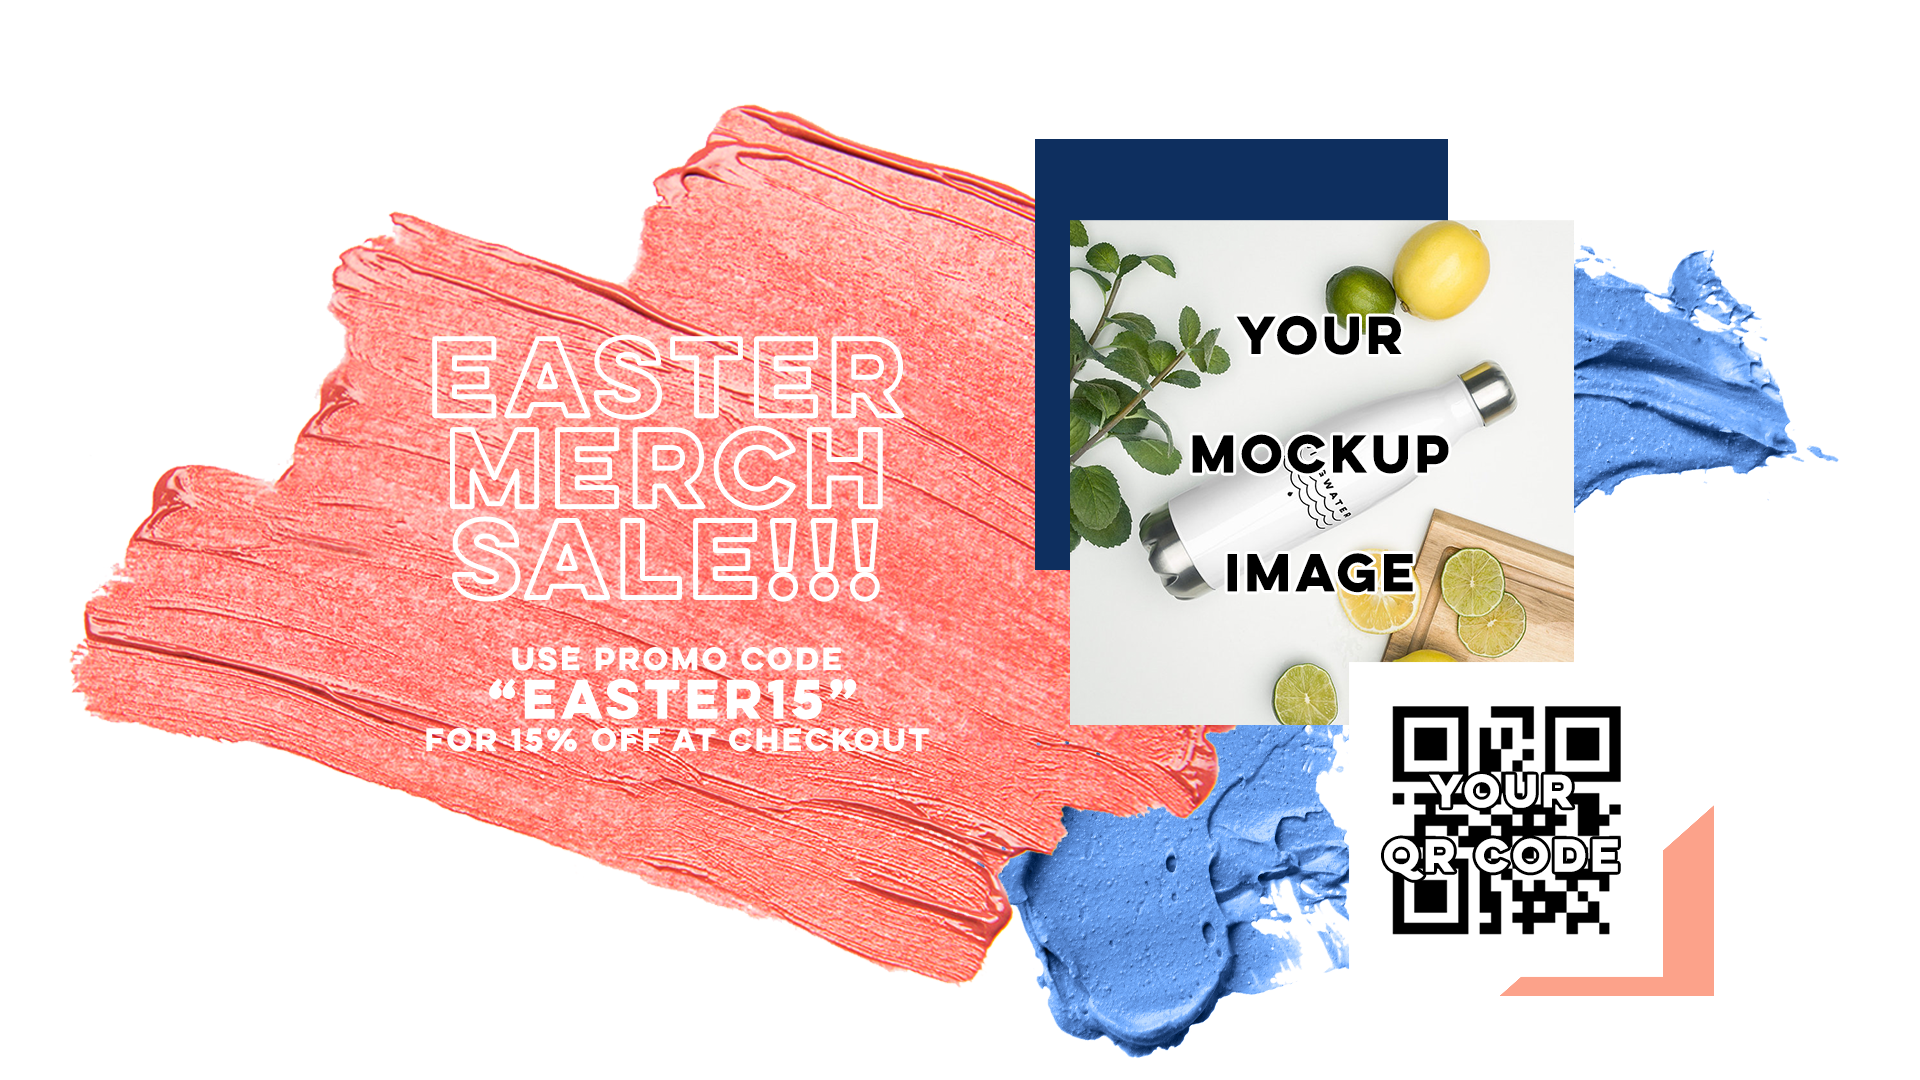 EASTER
MERCH
SALE!!!
USE PROMO CODE
“EASTER15”
FOR 15% OFF AT CHECKOUT
YOUR
MOCKUP
IMAGE
YOUR
QR CODE